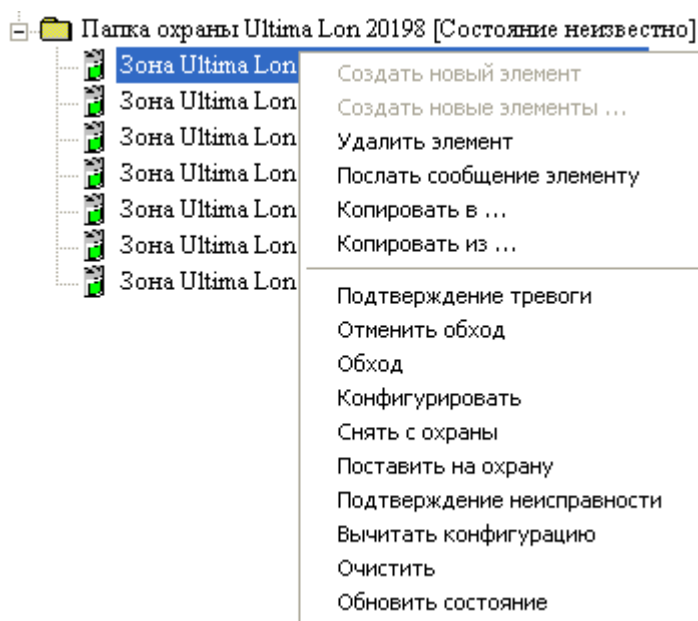 Папка охраны Ultima Lon 20198 [Состояние неизвестно]
Зона Ultima Lon
Зона Ultima Lon
Зона Ultima Lon
Зона Ultima Lon
Зона Ultima Lon
Зона Ultima Lon
Зона Ultima Lon
Создать новый элемент
Создать новые элементы ...
Удалить элемент
Послать сообщение элементу
Копировать в ...
Копировать из ...
Подтверждение тревоги
Отменить обход
Обход
Конфигурировать
Снять с охраны
Поставить на охрану
Подтверждение неисправности
Вычитать конфигурацию
Очистить
Обновить состояние